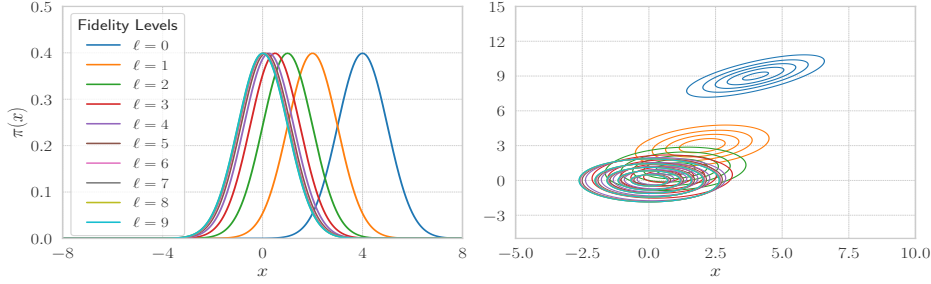 0.5
0.4
0.3
0.2
0.1
0.0
π(x)
Fidelity Levels
ℓ = 0
ℓ = 1
ℓ = 2
ℓ = 3
ℓ = 4
ℓ = 5
ℓ = 6
ℓ = 7
ℓ = 8
ℓ = 9
−8 −4 0 4 8
x
15
12
9
6
3
0
−3
−5.0 −2.5 0.0 2.5 5.0 7.5 10.0
x